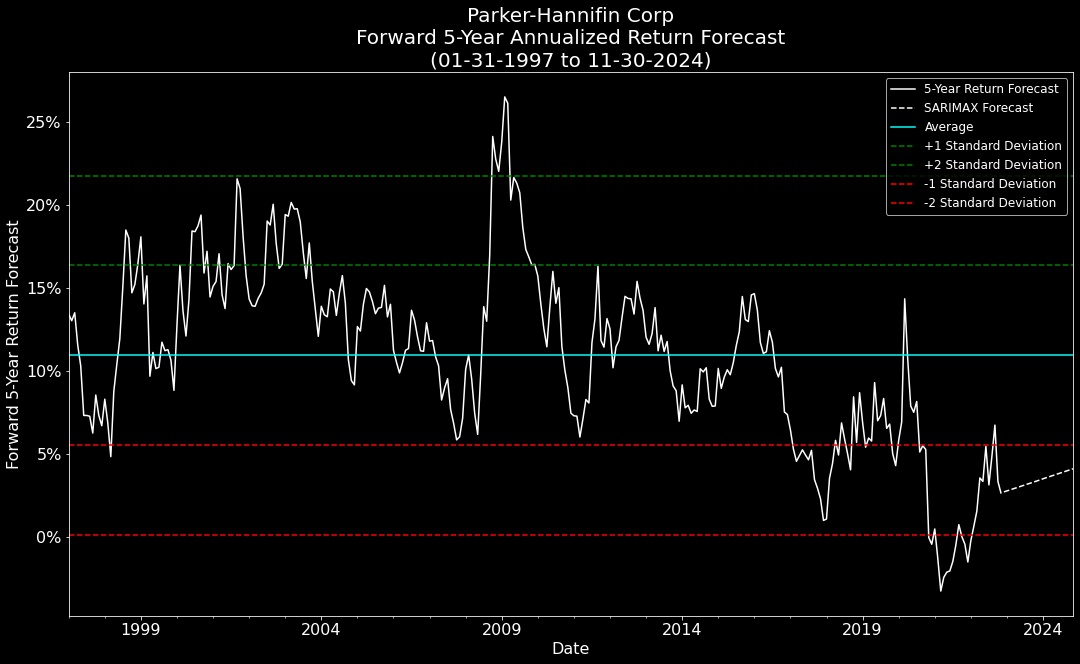 Parker-Hannifin Corp
Forward 5-Year Annualized Return Forecast
(01-31-1997 to 11-30-2024)
5-Year Return Forecast
SARIMAX Forecast
Average
+1 Standard Deviation
+2 Standard Deviation
-1 Standard Deviation
-2 Standard Deviation
Forward 5-Year Return Forecast
25%
20%
15%
10%
5%
0%
1999 2004 2009 2014 2019 2024
Date